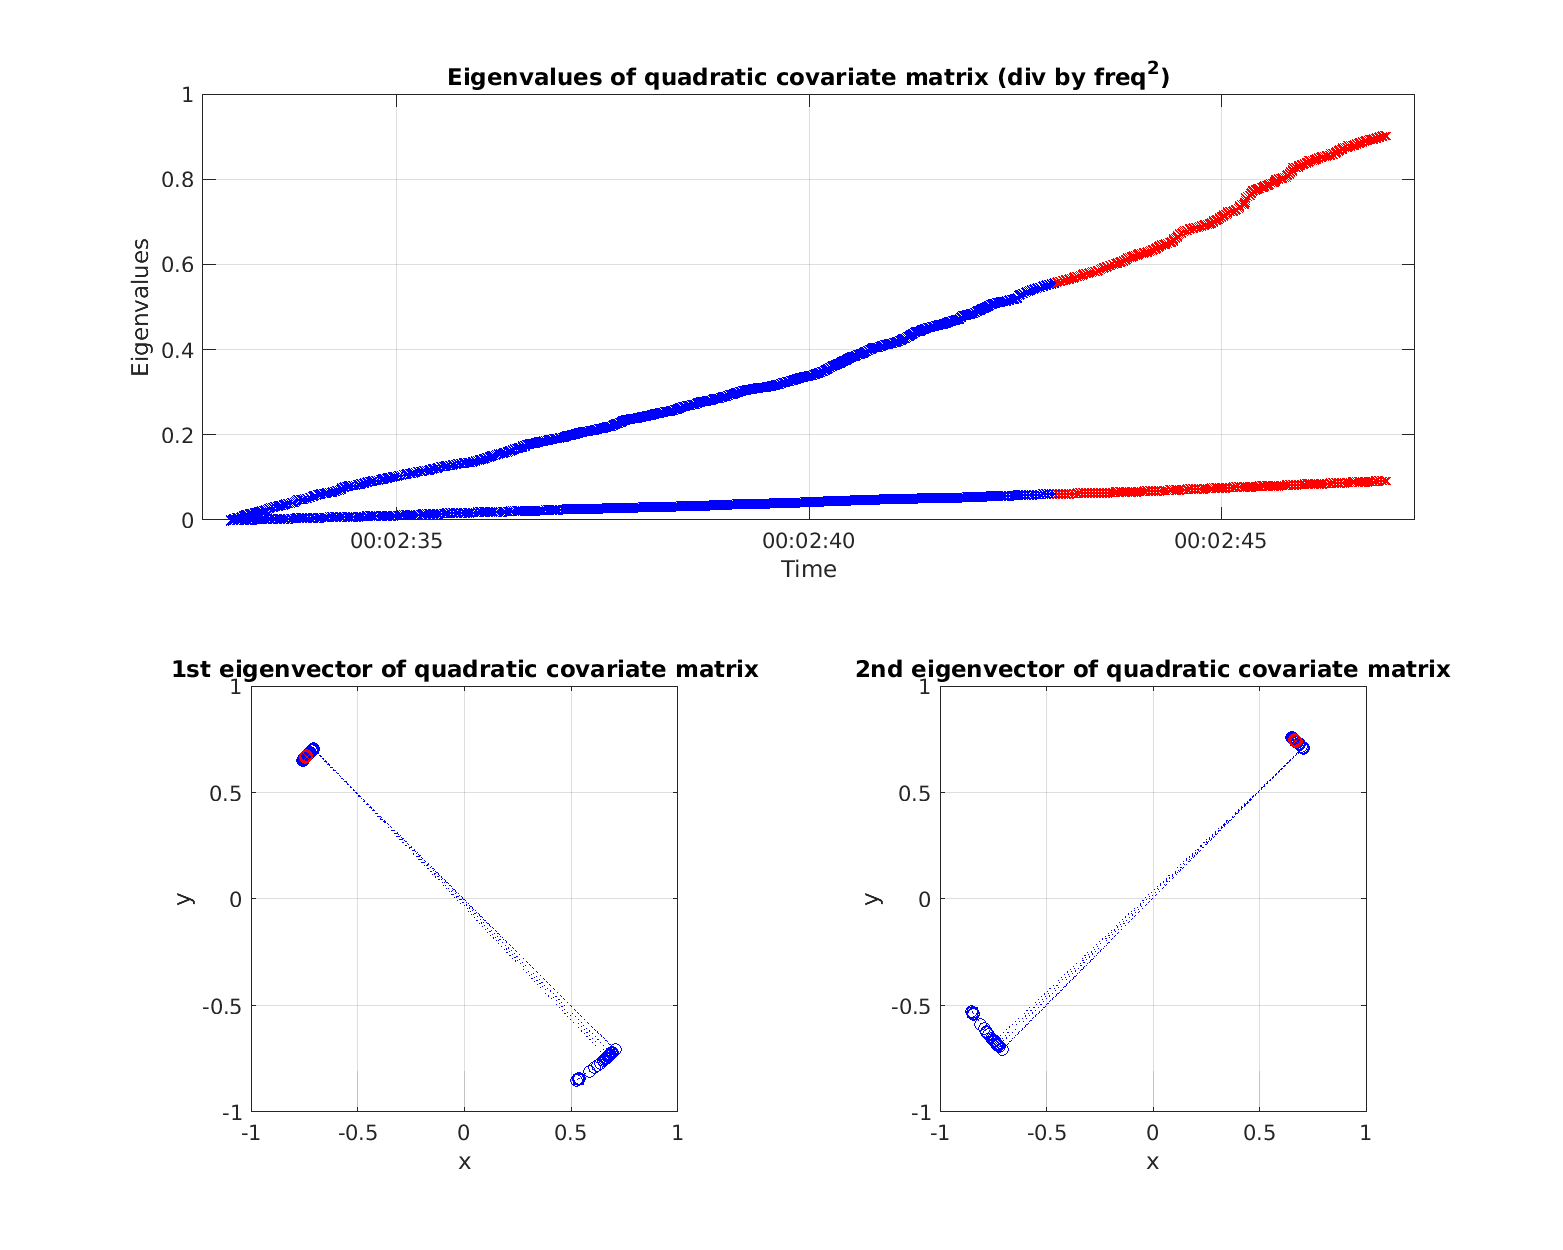 Eigenvalues of quadratic covariate matrix (div by freq²)
1
0.8
0.6
0.4
0.2
0
Eigenvalues
00:02:35 00:02:40 00:02:45
Time
1st eigenvector of quadratic covariate matrix
1
0.5
0
-0.5
-1
y
-1 -0.5 0 0.5 1
x
2nd eigenvector of quadratic covariate matrix
1
0.5
0
-0.5
-1
y
-1 -0.5 0 0.5 1
x